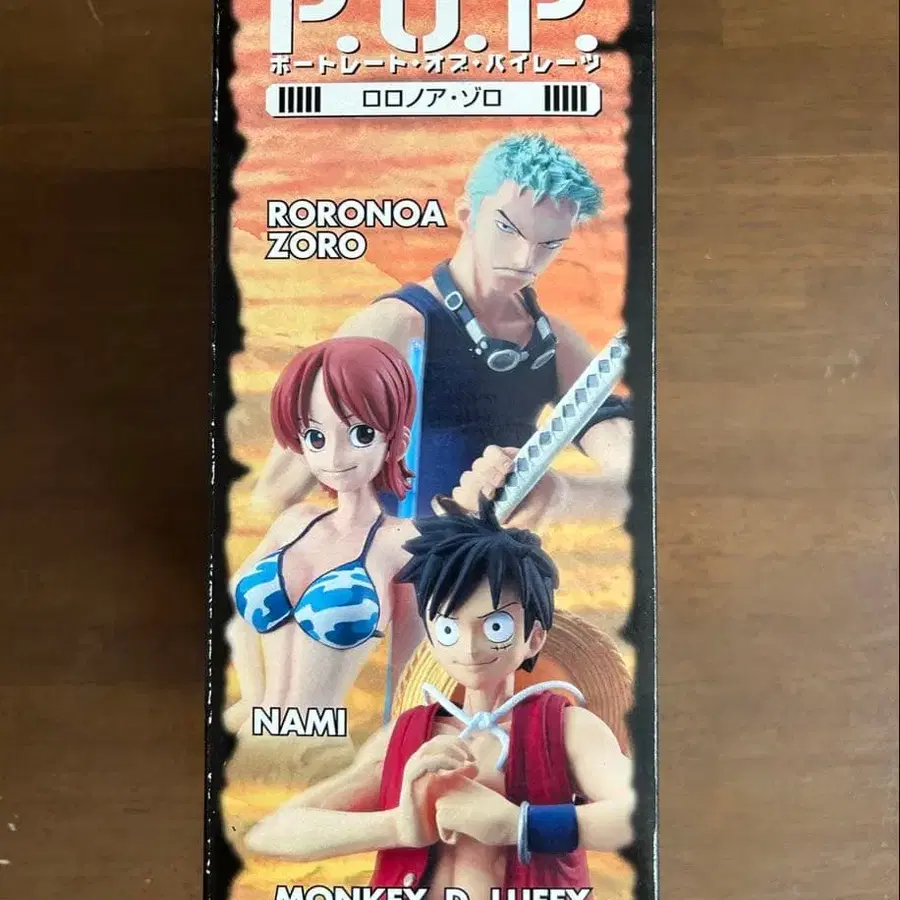 P.O.P.
ポートレート・オブ・パイレーツ
ロロノア・ゾロ
RORONOA
ZORO
NAMI
MONKEY D. LUFFY